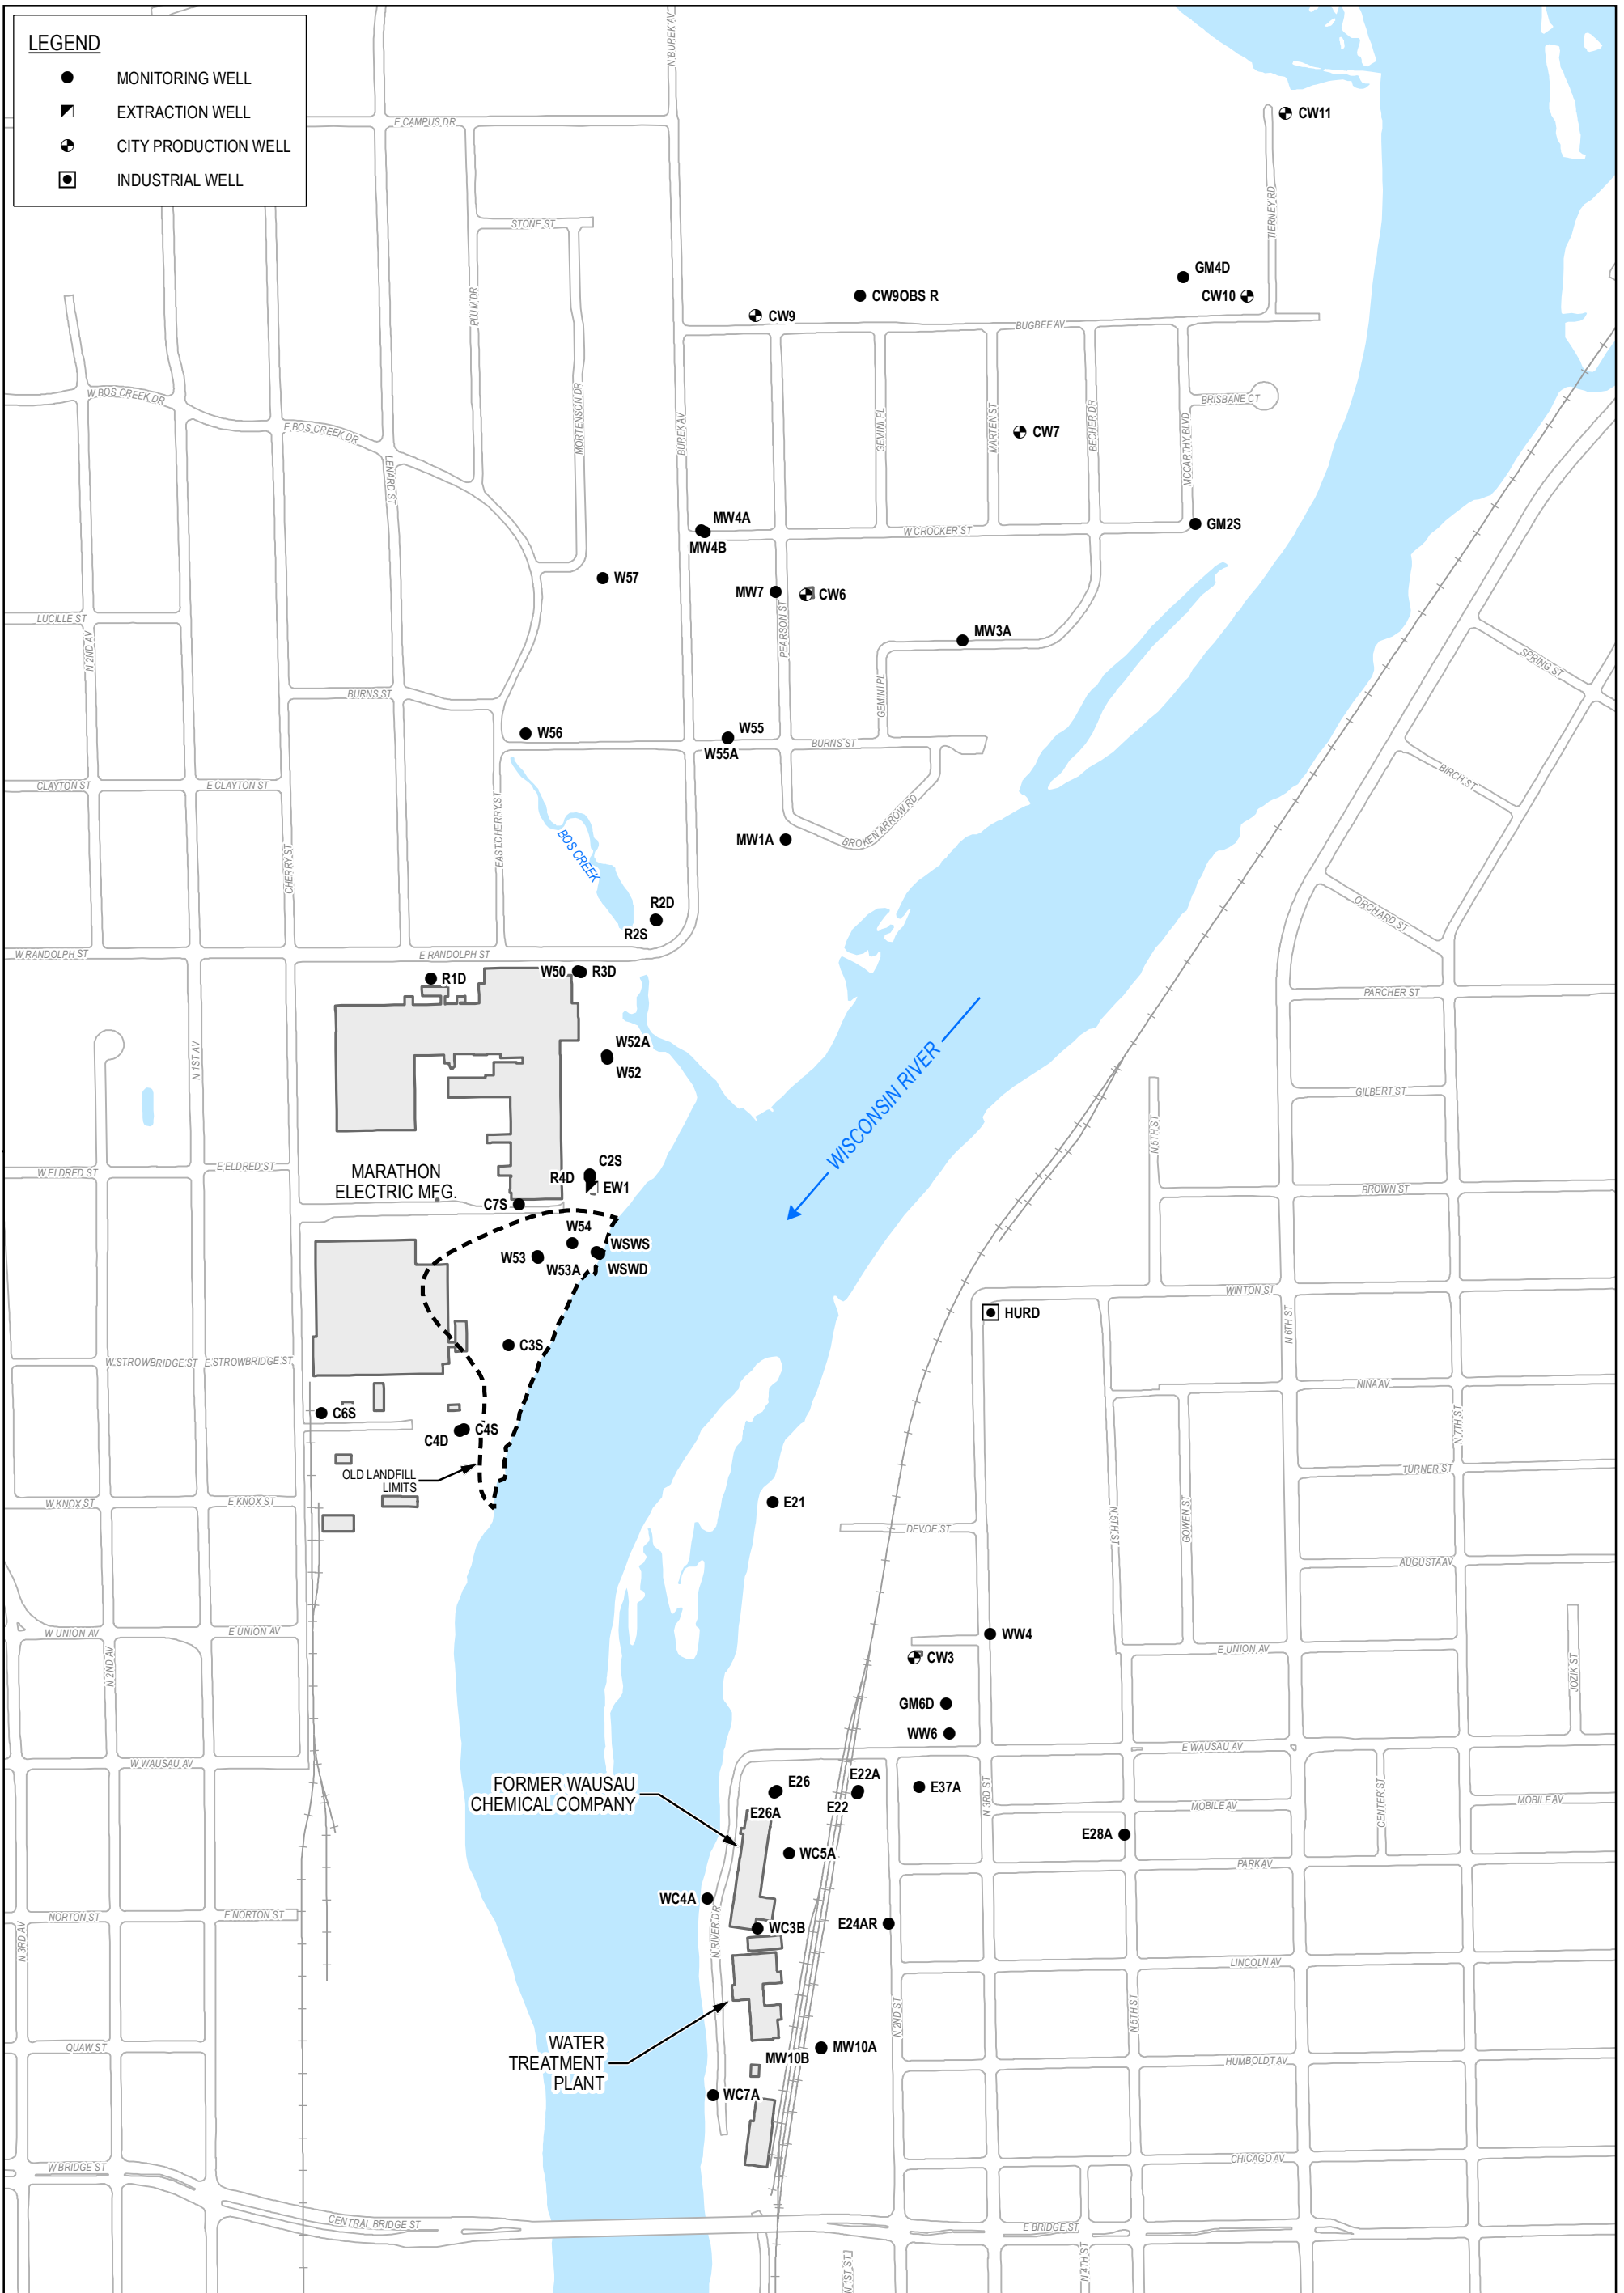 LEGEND
MONITORING WELL
EXTRACTION WELL
CITY PRODUCTION WELL
INDUSTRIAL WELL
N BUREK AV
E CAMPUS DR
CW11
STONE ST
TIERNEY RD
GM4D
CW9OBS R
CW10
PLUM DR
CW9
BUGBEE AV
W BOS CREEK DR
E BOS CREEK DR
MORTENSON DR
BUREK AV
GEMINI PL
MARTEN ST
CW7
BECHER DR
MCCARTHY BLVD
BRISBANE CT
LENARD ST
MW4A
MW4B
W CROCKER ST
GM2S
W57
MW7
CW6
LUCILLE ST
N 2ND AV
PEARSON ST
MW3A
SPRING ST
BURNS ST
GEMINI PL
W56
W55
W55A
BURNS ST
CLAYTON ST
E CLAYTON ST
BIRCH ST
CHERRY ST
EAST CHERRY ST
BOS CREEK
MW1A
BROKEN ARROW RD
R2D
R2S
ORCHARD ST
W RANDOLPH ST
E RANDOLPH ST
R1D
W50
R3D
PARCHER ST
N 1ST AV
W52A
W52
WISCONSIN RIVER
GILBERT ST
N 5TH ST
W ELDRED ST
E ELDRED ST
MARATHON
ELECTRIC MFG.
C2S
R4D
EW1
C7S
BROWN ST
W54
W53
W53A
WSWS
WSWD
WINTON ST
HURD
N 6TH ST
C3S
W STROWBRIDGE ST
E STROWBRIDGE ST
NINA AV
C6S
C4S
C4D
N 7TH ST
OLD LANDFILL
LIMITS
TURNER ST
W KNOX ST
E KNOX ST
E21
DEVOE ST
N 5TH ST
GOWEN ST
AUGUSTA AV
W UNION AV
E UNION AV
WW4
E UNION AV
N 2ND AV
CW3
JOZIK ST
GM6D
WW6
W WAUSAU AV
E WAUSAU AV
FORMER WAUSAU
CHEMICAL COMPANY
E26
E26A
E22A
E22
E37A
N 3RD ST
MOBILE AV
CENTER ST
MOBILE AV
E28A
WC5A
PARK AV
WC4A
NORTON ST
E NORTON ST
N 3RD AV
N RIVER DR
WC3B
E24AR
LINCOLN AV
N 2ND ST
N 5TH ST
QUAW ST
WATER
TREATMENT
PLANT
MW10A
MW10B
HUMBOLDT AV
WC7A
W BRIDGE ST
CHICAGO AV
CENTRAL BRIDGE ST
E BRIDGE ST
N 1ST ST
N 4TH ST